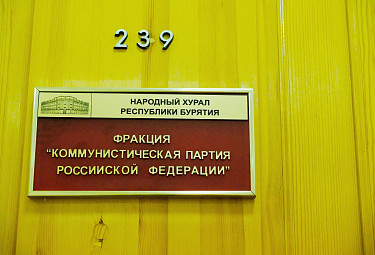 239
НАРОДНЫЙ ХУРАЛ
РЕСПУБЛИКИ БУРЯТИЯ
ФРАКЦИЯ
“КОММУНИСТИЧЕСКАЯ ПАРТИЯ
РОССИЙСКОЙ ФЕДЕРАЦИИ”